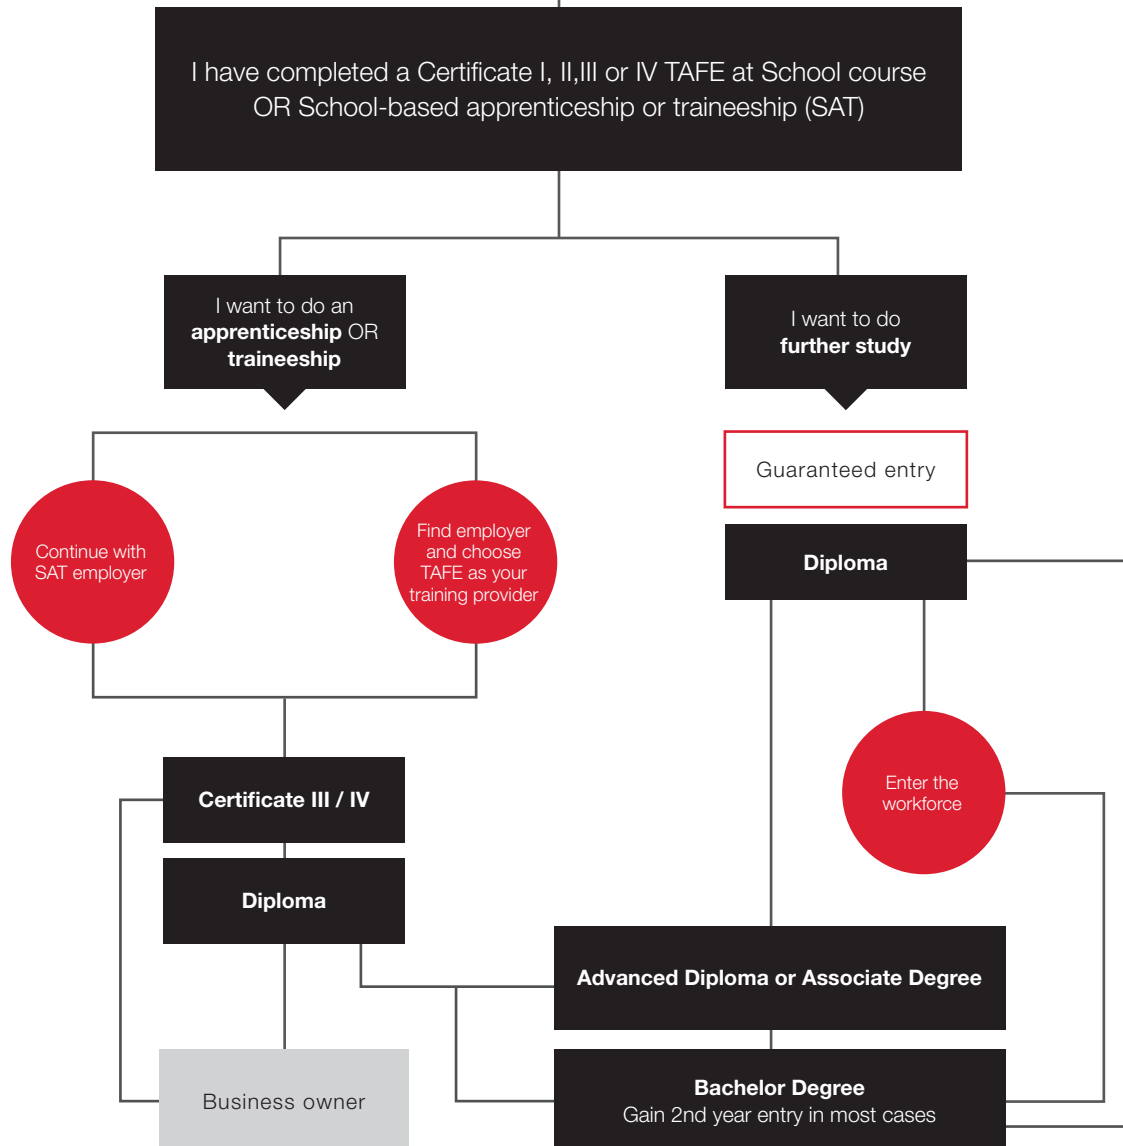 I have completed a Certificate I, II,III or IV TAFE at School course
OR School-based apprenticeship or traineeship (SAT)
I want to do an
apprenticeship OR
traineeship
I want to do
further study
Guaranteed entry
Continue with
SAT employer
Find employer
and choose
TAFE as your
training provider
Diploma
Enter the
workforce
Certificate III / IV
Diploma
Advanced Diploma or Associate Degree
Business owner
Bachelor Degree
Gain 2nd year entry in most cases